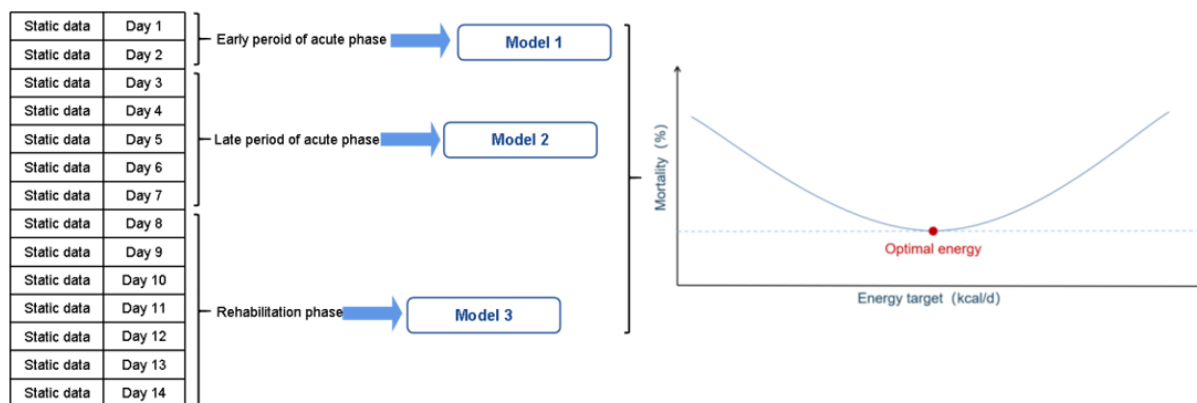 Static data Day 1
Static data Day 2
Static data Day 3
Static data Day 4
Static data Day 5
Static data Day 6
Static data Day 7
Static data Day 8
Static data Day 9
Static data Day 10
Static data Day 11
Static data Day 12
Static data Day 13
Static data Day 14
Early peroid of acute phase
Model 1
Late period of acute phase
Model 2
Rehabilitation phase
Model 3
Mortality (%)
Optimal energy
Energy target (kcal/d)